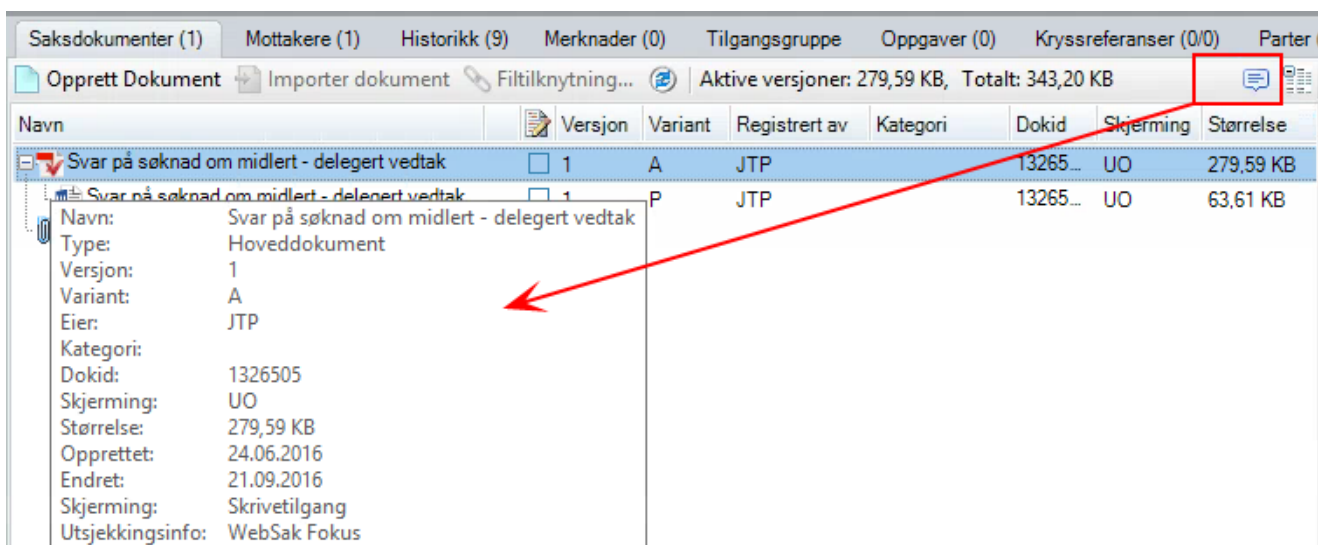 Saksdokumenter (1) Mottakere (1) Historikk (9) Merknader (0) Tilgangsgruppe Oppgaver (0) Kryssreferanser (0/0) Parter (
Opprett Dokument Importer dokument Filtilknytning... Aktive versjoner: 279,59 KB, Totalt: 343,20 KB
Navn Versjon Variant Registrert av Kategori Dokid Skjerming Størrelse
Svar på søknad om midlert - delegert vedtak 1 A JTP 13265... UO 279,59 KB
Svar på søknad om midlert - delegert vedtak 1 P JTP 13265... UO 63,61 KB
Navn: Svar på søknad om midlert - delegert vedtak
Type: Hoveddokument
Versjon: 1
Variant: A
Eier: JTP
Kategori:
Dokid: 1326505
Skjerming: UO
Størrelse: 279,59 KB
Opprettet: 24.06.2016
Endret: 21.09.2016
Skjerming: Skrivetilgang
Utsjekkingsinfo: WebSak Fokus